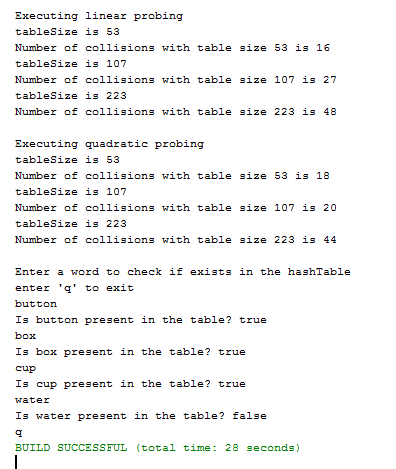 Executing linear probing
tableSize is 53
Number of collisions with table size 53 is 16
tableSize is 107
Number of collisions with table size 107 is 27
tableSize is 223
Number of collisions with table size 223 is 48
Executing quadratic probing
tableSize is 53
Number of collisions with table size 53 is 18
tableSize is 107
Number of collisions with table size 107 is 20
tableSize is 223
Number of collisions with table size 223 is 44
Enter a word to check if exists in the hashTable
enter 'q' to exit
button
Is button present in the table? true
box
Is box present in the table? true
cup
Is cup present in the table? true
water
Is water present in the table? false
q
BUILD SUCCESSFUL (total time: 28 seconds)